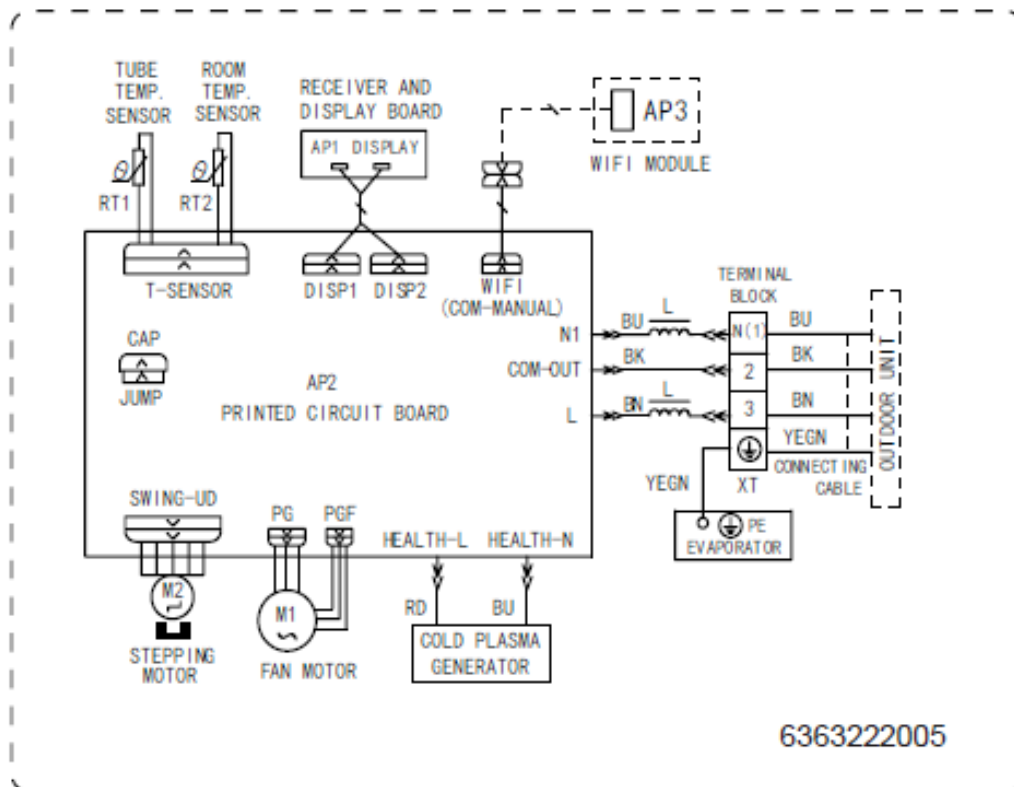 TUBE
TEMP.
SENSOR
ROOM
TEMP.
SENSOR
RECEIVER AND
DISPLAY BOARD
AP1 DISPLAY
AP3
WIFI MODULE
θ
RT1
θ
RT2
T-SENSOR
DISP1
DISP2
WIFI
(COM-MANUAL)
TERMINAL
BLOCK
N1
BU
L
N(1)
BU
COM-OUT
BK
2
BK
L
BN
L
3
BN
YEGN
OUTDOOR UNIT
CAP
JUMP
AP2
PRINTED CIRCUIT BOARD
YEGN
XT
CONNECTING
CABLE
PE
EVAPORATOR
SWING-UD
PG
PGF
HEALTH-L
HEALTH-N
M2
M1
RD
BU
STEPPING
MOTOR
FAN MOTOR
COLD PLASMA
GENERATOR
6363222005